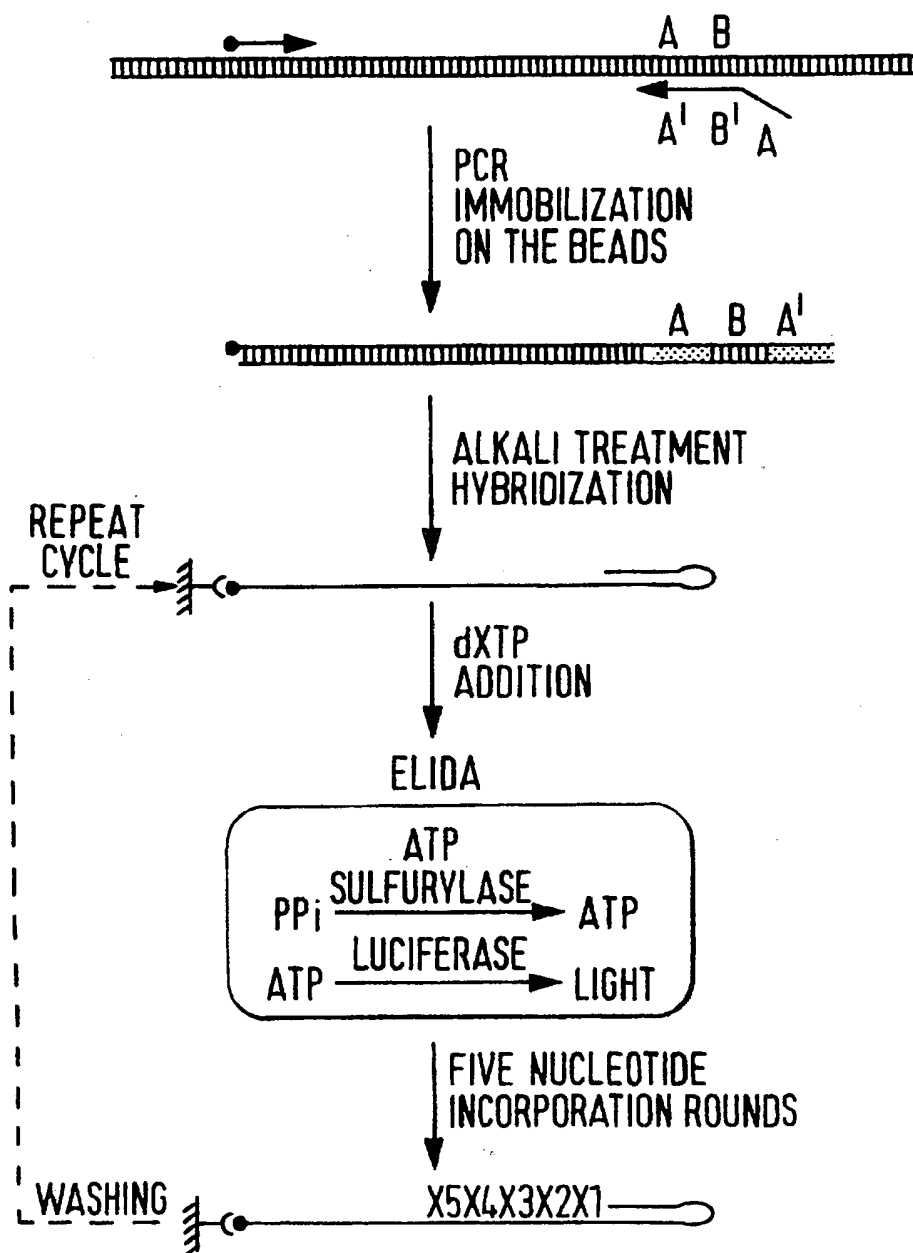 A B
A' B' A
PCR
IMMOBILIZATION
ON THE BEADS
A B A'
ALKALI TREATMENT
HYBRIDIZATION
REPEAT
CYCLE
dXTP
ADDITION
ELIDA
ATP
SULFURYLASE
PPi ATP
LUCIFERASE
ATP LIGHT
FIVE NUCLEOTIDE
INCORPORATION ROUNDS
WASHING
X5X4X3X2X1